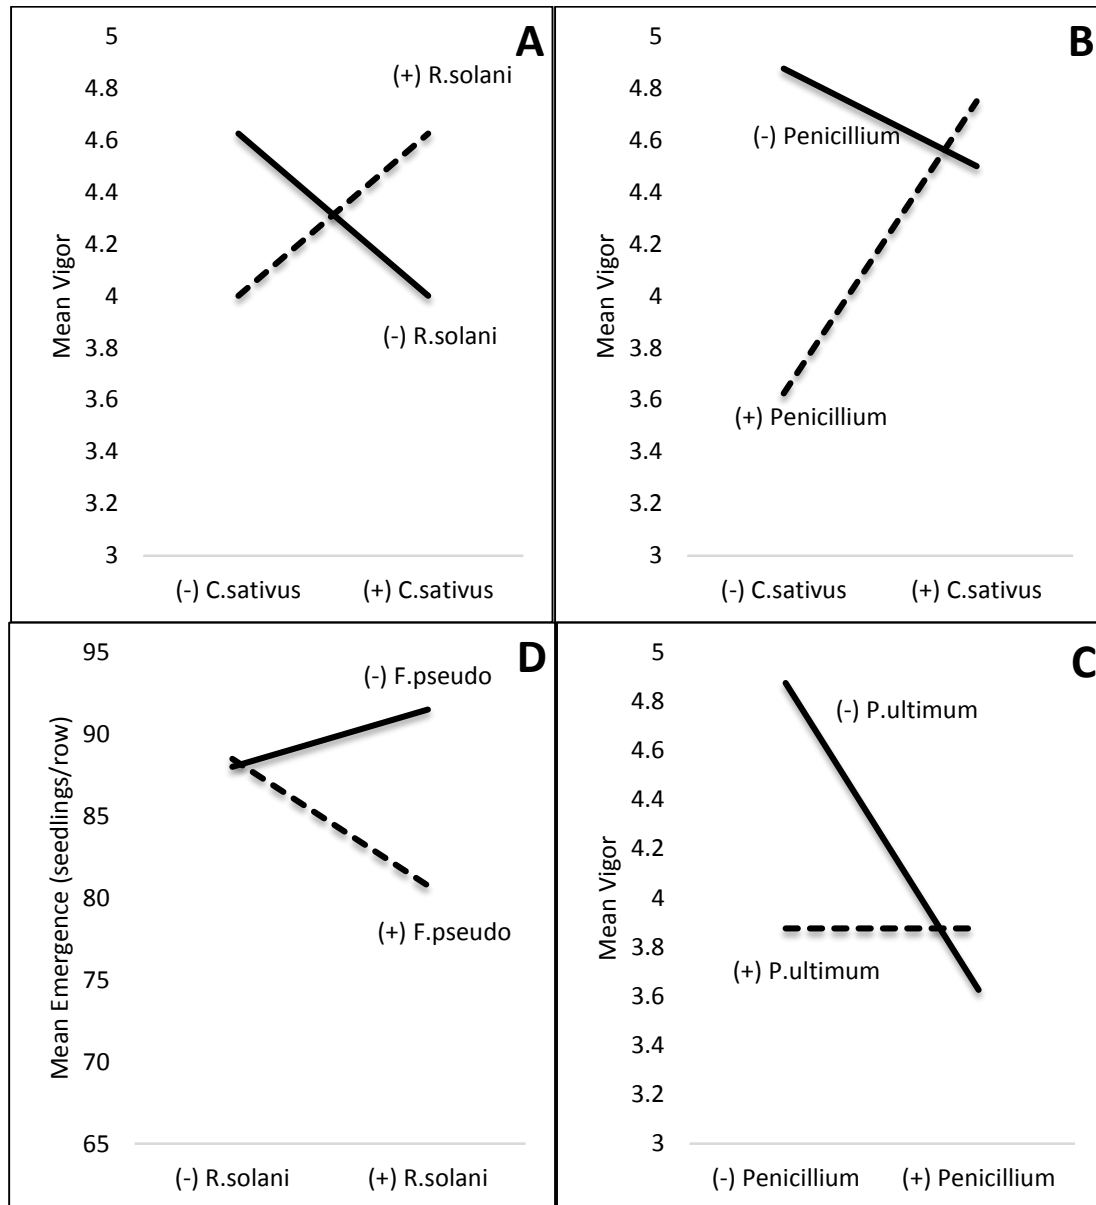 A
5
4.8
4.6
4.4
4.2
4
3.8
3.6
3.4
3.2
3
Mean Vigor
(+) R.solani
(-) R.solani
(-) C.sativus
(+) C.sativus
B
5
4.8
4.6
4.4
4.2
4
3.8
3.6
3.4
3.2
3
Mean Vigor
(-) Penicillium
(+) Penicillium
(-) C.sativus
(+) C.sativus
D
95
90
85
80
75
70
65
Mean Emergence (seedlings/row)
(-) F.pseudo
(+) F.pseudo
(-) R.solani
(+) R.solani
C
5
4.8
4.6
4.4
4.2
4
3.8
3.6
3.4
3.2
3
Mean Vigor
(-) P.ultimum
(+) P.ultimum
(-) Penicillium
(+) Penicillium